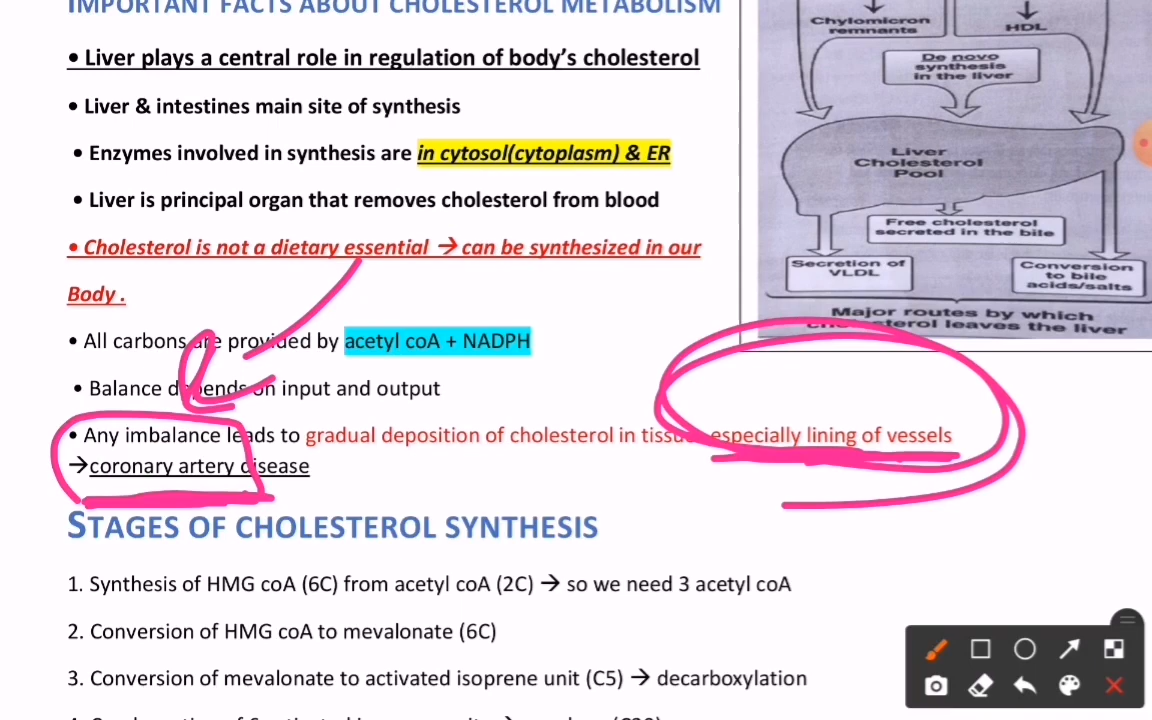 IMPORTANT FACTS ABOUT CHOLESTEROL METABOLISM
• Liver plays a central role in regulation of body's cholesterol
• Liver & intestines main site of synthesis
• Enzymes involved in synthesis are in cytosol(cytoplasm) & ER
• Liver is principal organ that removes cholesterol from blood
• Cholesterol is not a dietary essential → can be synthesized in our
Body .
• All carbons are provided by acetyl coA + NADPH
• Balance depends on input and output
• Any imbalance leads to gradual deposition of cholesterol in tissues especially lining of vessels
→coronary artery disease
STAGES OF CHOLESTEROL SYNTHESIS
1. Synthesis of HMG coA (6C) from acetyl coA (2C) → so we need 3 acetyl coA
2. Conversion of HMG coA to mevalonate (6C)
3. Conversion of mevalonate to activated isoprene unit (C5) → decarboxylation
Chylomicron
remnants
HDL
De novo
synthesis
in the liver
Liver
Cholesterol
Pool
Free cholesterol
secreted in the bile
Secretion of
VLDL
Conversion
to bile
acids/salts
Major routes by which
cholesterol leaves the liver